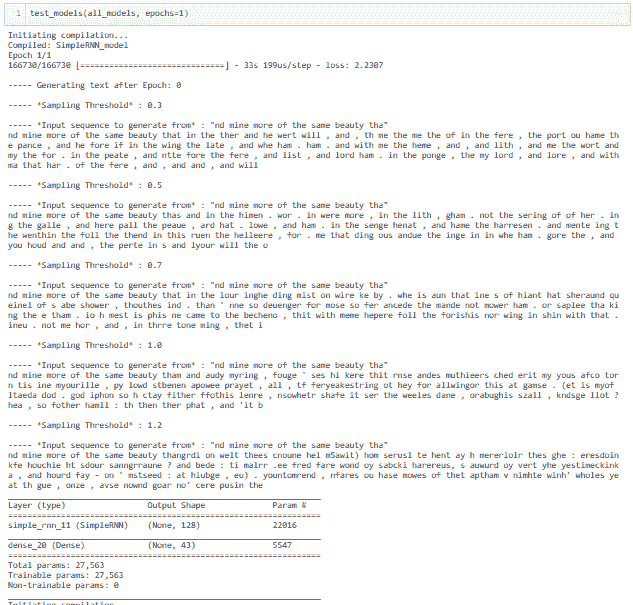 1 test_models(all_models, epochs=1)
Initiating compilation...
Compiled: SimpleRNN_model
Epoch 1/1
166730/166730 [==============================] - 33s 199us/step - loss: 2.2307
----- Generating text after Epoch: 0
----- *Sampling Threshold* : 0.3
----- *Input sequence to generate from* : "nd mine more of the same beauty tha"
nd mine more of the same beauty that in the ther and he wert will , and , th me the me the of in the fere , the port ou hame th
e pance , and he fore if in the wing the late , and whe ham . ham . and with me the heme , and , and lith , and me the wort and
my the for . in the peate , and ntte fore the fere , and list , and lord ham . in the ponge , the my lord , and lore , and with
ma that har . of the fere , and , and and , and will
----- *Sampling Threshold* : 0.5
----- *Input sequence to generate from* : "nd mine more of the same beauty tha"
nd mine more of the same beauty thas and in the himen . wor . in were more , in the lith , gham . not the sering of of her . in
g the galle , and here pall the peaue , ard hat . lowe , and ham . in the senge henat , and hame the harresen . and mente ing t
he wenthin the foll the thend in this ruen the helleere , for . me that ding ous andue the inge in in whe ham . gore the , and
you houd and and , the perte in s and lyour will the o
----- *Sampling Threshold* : 0.7
----- *Input sequence to generate from* : "nd mine more of the same beauty tha"
nd mine more of the same beauty that in the lour inghe ding mist on wire ke by . whe is aun that ine s of hiant hat sheraund qu
einel of s abe shower , thouthes ind . than ' nne so deuenger for mose so fer ancede the mande not mower ham . or saplee tha ki
ng the e tham . io h mest is phis ne came to the becheno , thit with meme hepere foll the forishis nor wing in shin with that .
ineu . not me hor , and , in thrre tone ming , thet i
----- *Sampling Threshold* : 1.0
----- *Input sequence to generate from* : "nd mine more of the same beauty tha"
nd mine more of the same beauty tham and audy myring , fouge ' ses hi kere thit rnse andes muthieers ched erit my yous afco tor
n tis ine myourille , py lowd stbenen apowee prayet , all , tf feryeakestring ot hey for allwingor this at gamse . (et is myof
ltaeda dod . god iphon so h ctay fither ffothis lenre , nsowhetr shafe it ser the weeles dane , orabughis szall , kndsge llot ?
hea , so fother hamll : th then ther phat , and 'it b
----- *Sampling Threshold* : 1.2
----- *Input sequence to generate from* : "nd mine more of the same beauty tha"
nd mine more of the same beauty thangrdi on welt thees cnoune hel m5awit) hom serusl te hent ay h mereriolr thes ghe : eresdoin
kfe houchie ht sdour sanngrraune ? and bede : ti malrr .ee fred fare wond oy sabcki harereus, s auwurd oy vert yhe yestimeckink
a , and hourd fay - on ' mstseed : at hiubge , eu) . yountomrend , nfares ou hase mowes of thet aptham v nimhte winh' wholes ye
at th gue , onze , avse nownd goar no' cere pusin the
Layer (type) Output Shape Param #
simple_rnn_11 (SimpleRNN) (None, 128) 22016
dense_20 (Dense) (None, 43) 5547
Total params: 27,563
Trainable params: 27,563
Non-trainable params: 0
Initiating compilation